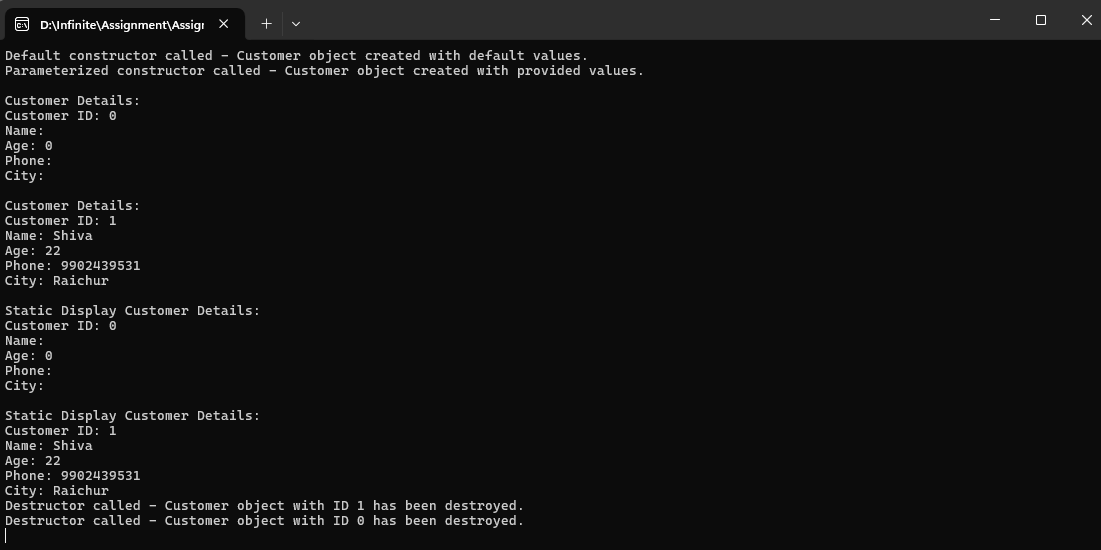 D:\Infinite\Assignment\Assigr
Default constructor called - Customer object created with default values.
Parameterized constructor called - Customer object created with provided values.
Customer Details:
Customer ID: 0
Name:
Age: 0
Phone:
City:
Customer Details:
Customer ID: 1
Name: Shiva
Age: 22
Phone: 9902439531
City: Raichur
Static Display Customer Details:
Customer ID: 0
Name:
Age: 0
Phone:
City:
Static Display Customer Details:
Customer ID: 1
Name: Shiva
Age: 22
Phone: 9902439531
City: Raichur
Destructor called - Customer object with ID 1 has been destroyed.
Destructor called - Customer object with ID 0 has been destroyed.